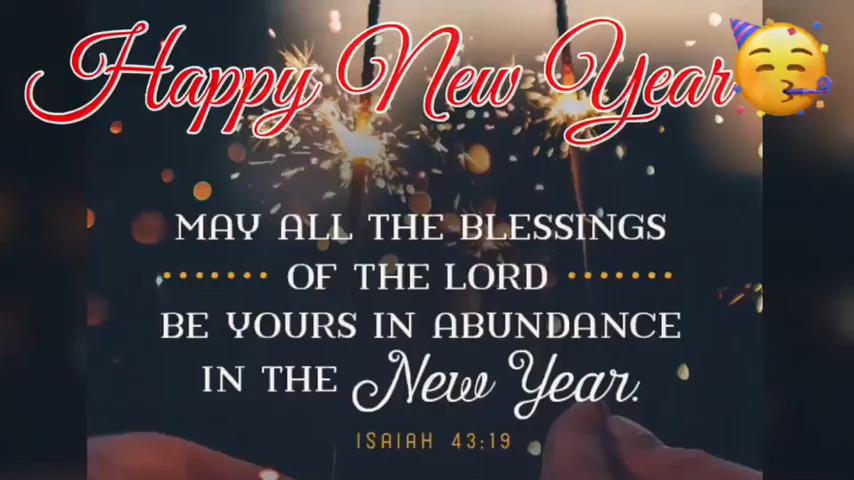 Happy New Year
MAY ALL THE BLESSINGS
OF THE LORD
BE YOURS IN ABUNDANCE
IN THE New Year.
ISAIAH 43:19